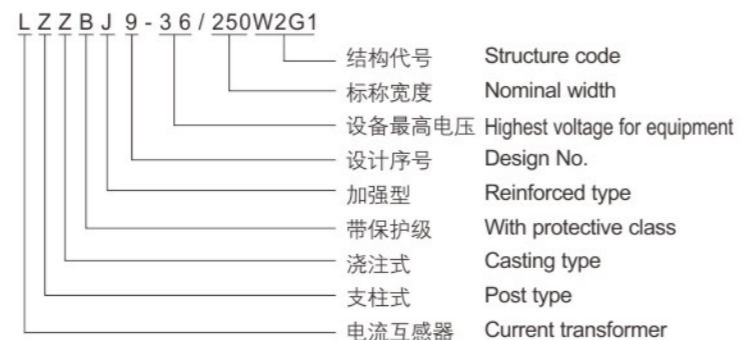 LZZBJ9-36/250W2G1
结构代号 Structure code
标称宽度 Nominal width
设备最高电压 Highest voltage for equipment
设计序号 Design No.
加强型 Reinforced type
带保护级 With protective class
浇注式 Casting type
支柱式 Post type
电流互感器 Current transformer